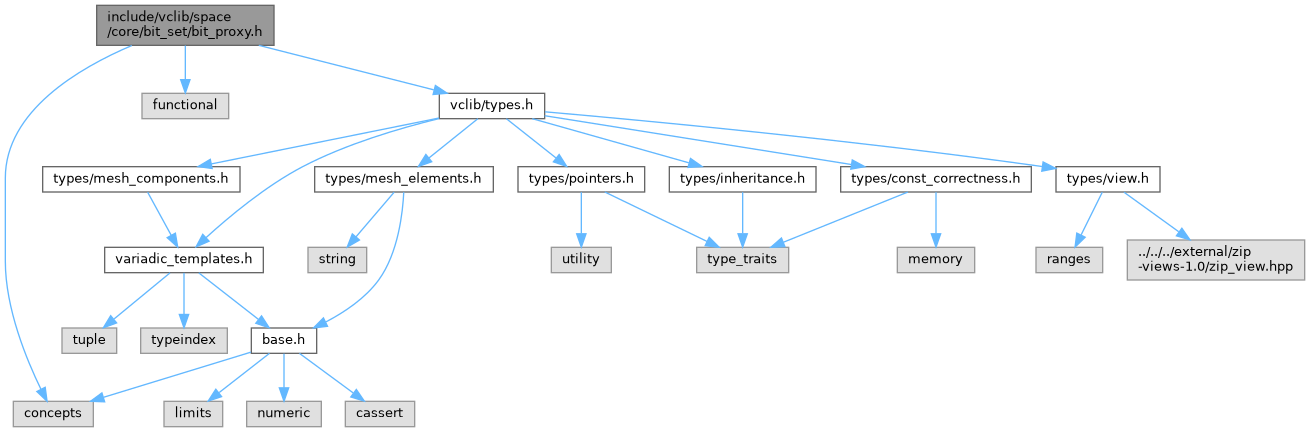 include/vclib/space
/core/bit_set/bit_proxy.h
functional
vclib/types.h
types/mesh_components.h
types/mesh_elements.h
types/pointers.h
types/inheritance.h
types/const_correctness.h
types/view.h
variadic_templates.h
string
utility
type_traits
memory
ranges
../../../external/zip
-views-1.0/zip_view.hpp
tuple
typeindex
base.h
concepts
limits
numeric
cassert